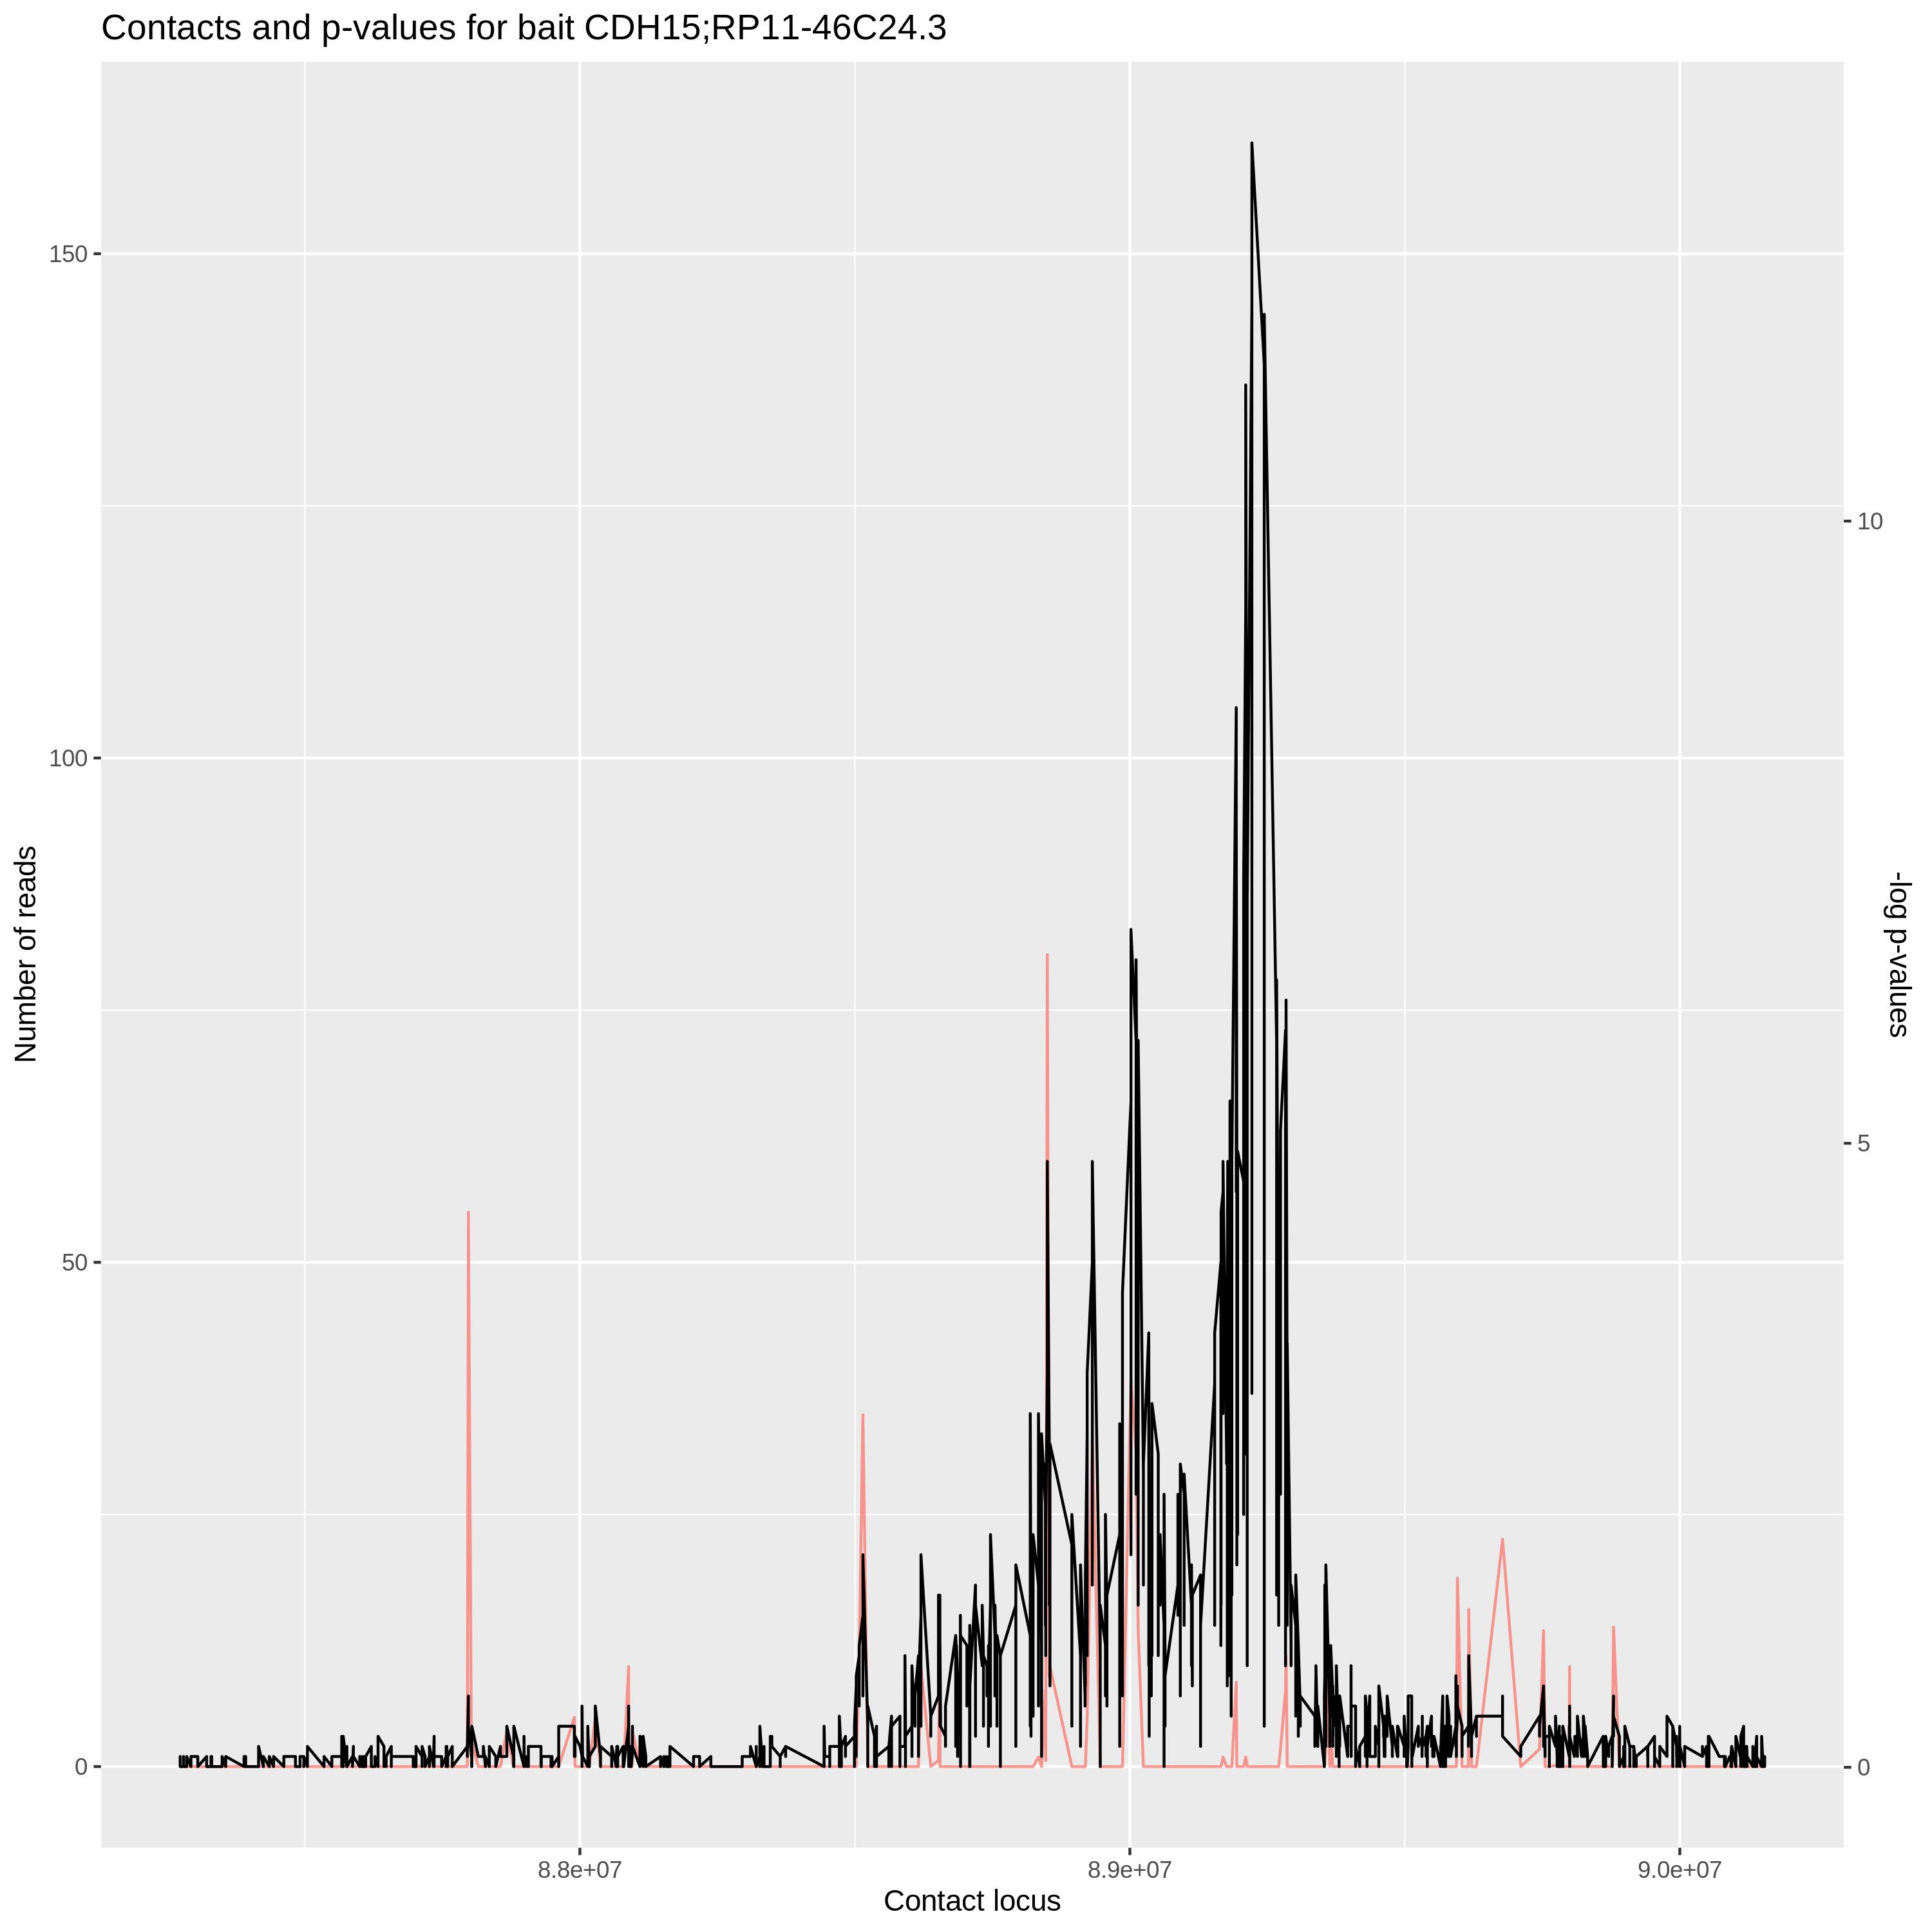 Contacts and p-values for bait CDH15;RP11-46C24.3
150
100
50
0
Number of reads
10
5
0
-log p-values
8.8e+07
8.9e+07
9.0e+07
Contact locus